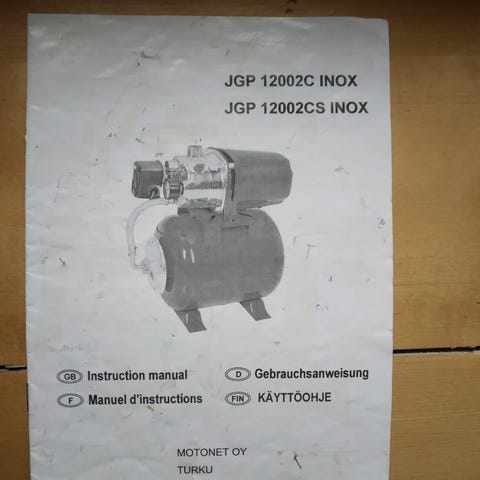 JGP 12002C INOX
JGP 12002CS INOX
GB Instruction manual
D Gebrauchsanweisung
F Manuel d'instructions
FIN KÄYTTÖOHJE
MOTONET OY
TURKU